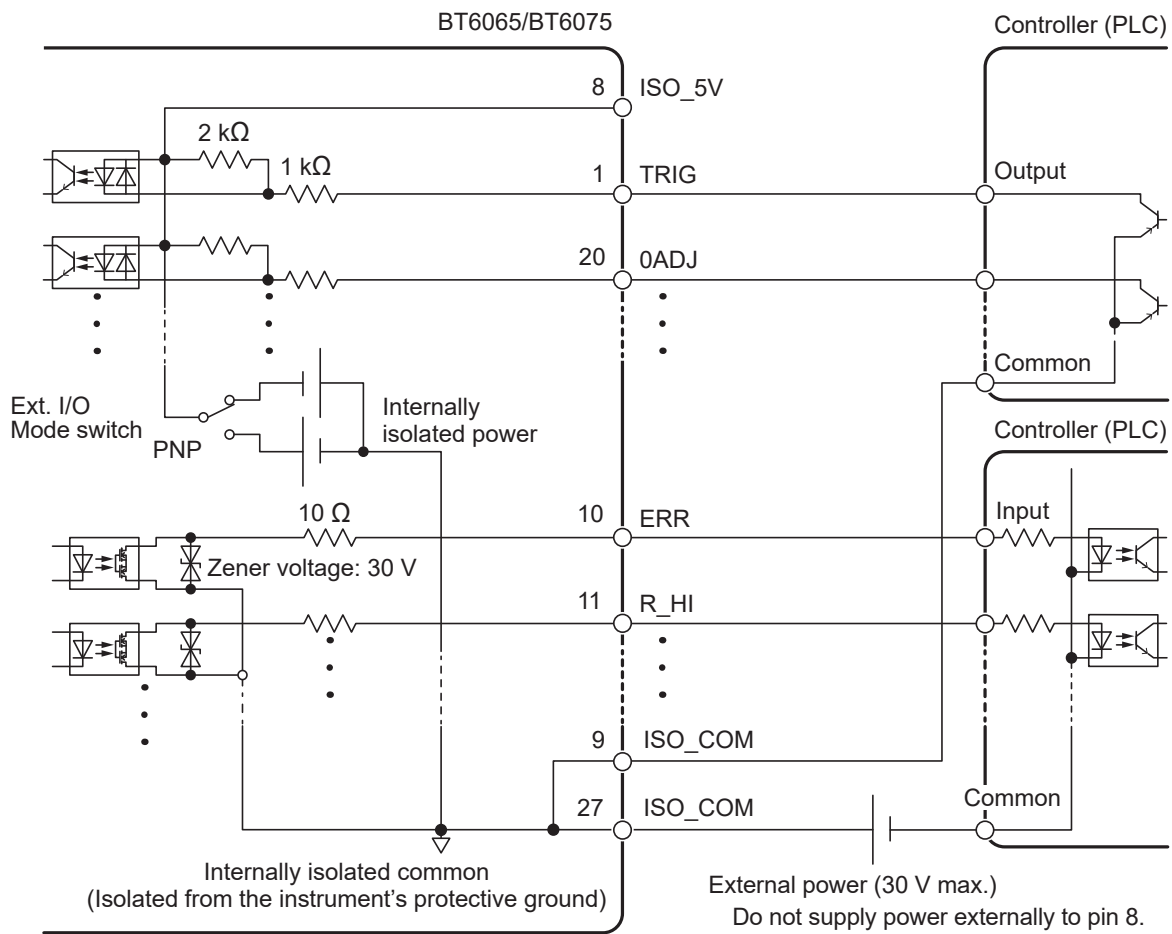 BT6065/BT6075
Controller (PLC)
8 ISO_5V
2 kΩ
1 kΩ
1 TRIG
Output
20 0ADJ
Common
Ext. I/O
Mode switch
PNP
Internally
isolated power
Controller (PLC)
10 Ω
10 ERR
Input
Zener voltage: 30 V
11 R_HI
9 ISO_COM
27 ISO_COM
Common
Internally isolated common
(Isolated from the instrument's protective ground)
External power (30 V max.)
Do not supply power externally to pin 8.